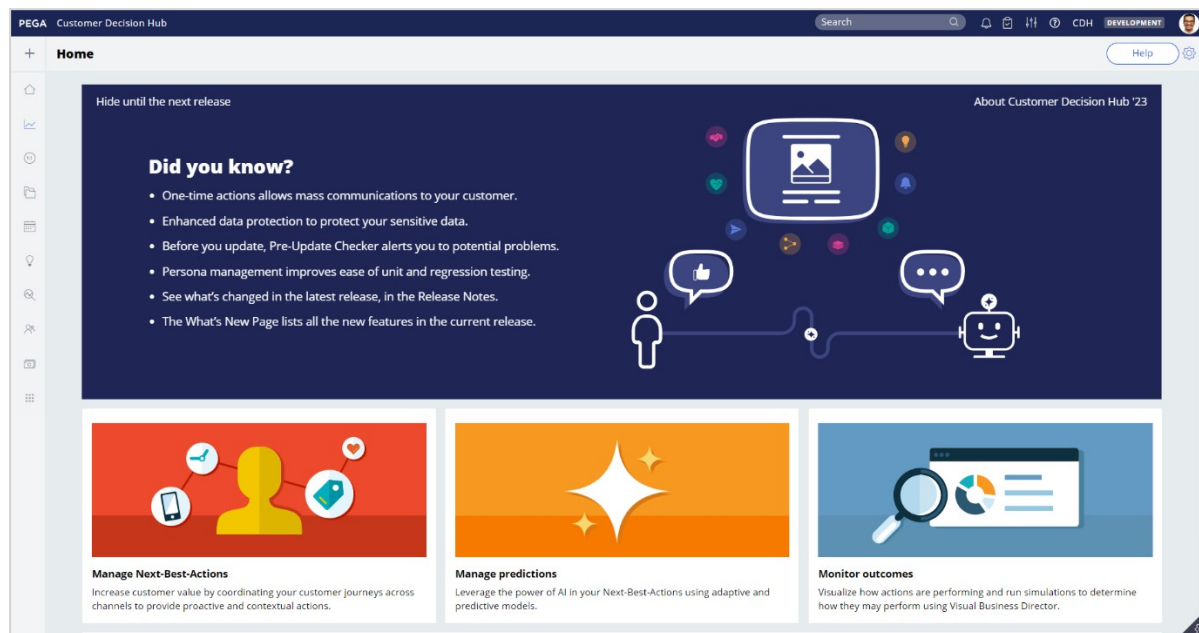 PEGA Customer Decision Hub
Search
CDH
DEVELOPMENT
Home
Help
Hide until the next release
About Customer Decision Hub '23
Did you know?
• One-time actions allows mass communications to your customer.
• Enhanced data protection to protect your sensitive data.
• Before you update, Pre-Update Checker alerts you to potential problems.
• Persona management improves ease of unit and regression testing.
• See what's changed in the latest release, in the Release Notes.
• The What's New Page lists all the new features in the current release.
Manage Next-Best-Actions
Increase customer value by coordinating your customer journeys across
channels to provide proactive and contextual actions.
Manage predictions
Leverage the power of AI in your Next-Best-Actions using adaptive and
predictive models.
Monitor outcomes
Visualize how actions are performing and run simulations to determine
how they may perform using Visual Business Director.